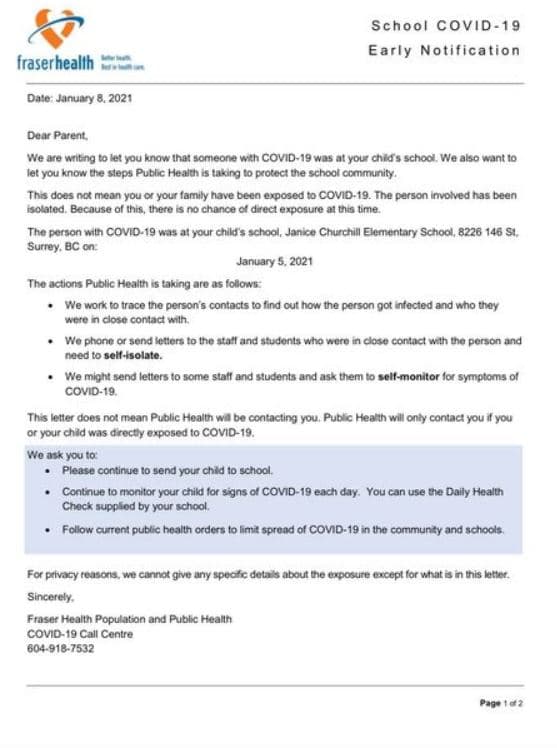 School COVID-19
Early Notification
fraserhealth
Better health.
Best in health care.
Date: January 8, 2021
Dear Parent,
We are writing to let you know that someone with COVID-19 was at your child's school. We also want to
let you know the steps Public Health is taking to protect the school community.
This does not mean you or your family have been exposed to COVID-19. The person involved has been
isolated. Because of this, there is no chance of direct exposure at this time.
The person with COVID-19 was at your child's school, Janice Churchill Elementary School, 8226 146 St,
Surrey, BC on:
January 5, 2021
The actions Public Health is taking are as follows:
• We work to trace the person's contacts to find out how the person got infected and who they
were in close contact with.
• We phone or send letters to the staff and students who were in close contact with the person and
need to self-isolate.
• We might send letters to some staff and students and ask them to self-monitor for symptoms of
COVID-19.
This letter does not mean Public Health will be contacting you. Public Health will only contact you if you
or your child was directly exposed to COVID-19.
We ask you to:
• Please continue to send your child to school.
• Continue to monitor your child for signs of COVID-19 each day. You can use the Daily Health
Check supplied by your school.
• Follow current public health orders to limit spread of COVID-19 in the community and schools.
For privacy reasons, we cannot give any specific details about the exposure except for what is in this letter.
Sincerely,
Fraser Health Population and Public Health
COVID-19 Call Centre
604-918-7532
Page 1 of 2